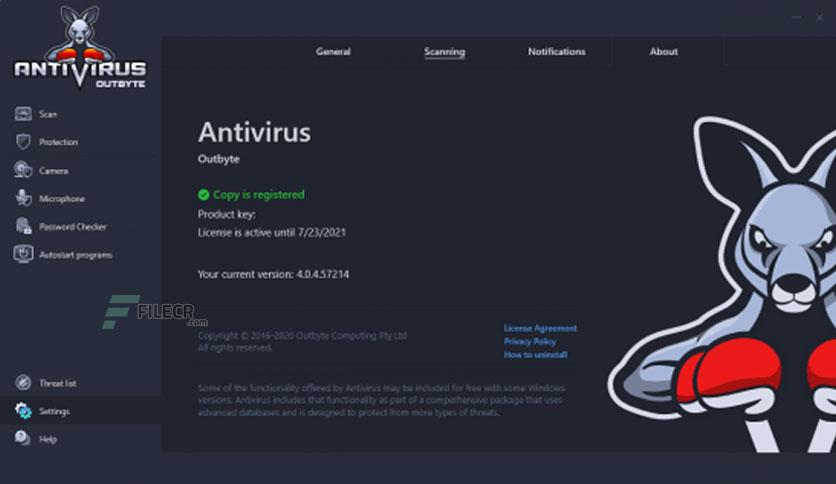 ANTIVIRUS
OUTBYTE
General
Scanning
Notifications
About
Scan
Protection
Camera
Microphone
Password Checker
Autostart programs
Threat list
Settings
Help
Antivirus
Outbyte
Copy is registered
Product key:
License is active until 7/23/2021
Your current version: 4.0.4.57214
FILECR
.com
Copyright © 2016-2020 Outbyte Computing Pty Ltd
All rights reserved.
License Agreement
Privacy Policy
How to uninstall
Some of the functionality offered by Antivirus may be included for free with some Windows
versions. Antivirus includes that functionality as part of a comperhensive package that uses
advanced databases and is designed to protect from more types of threats.